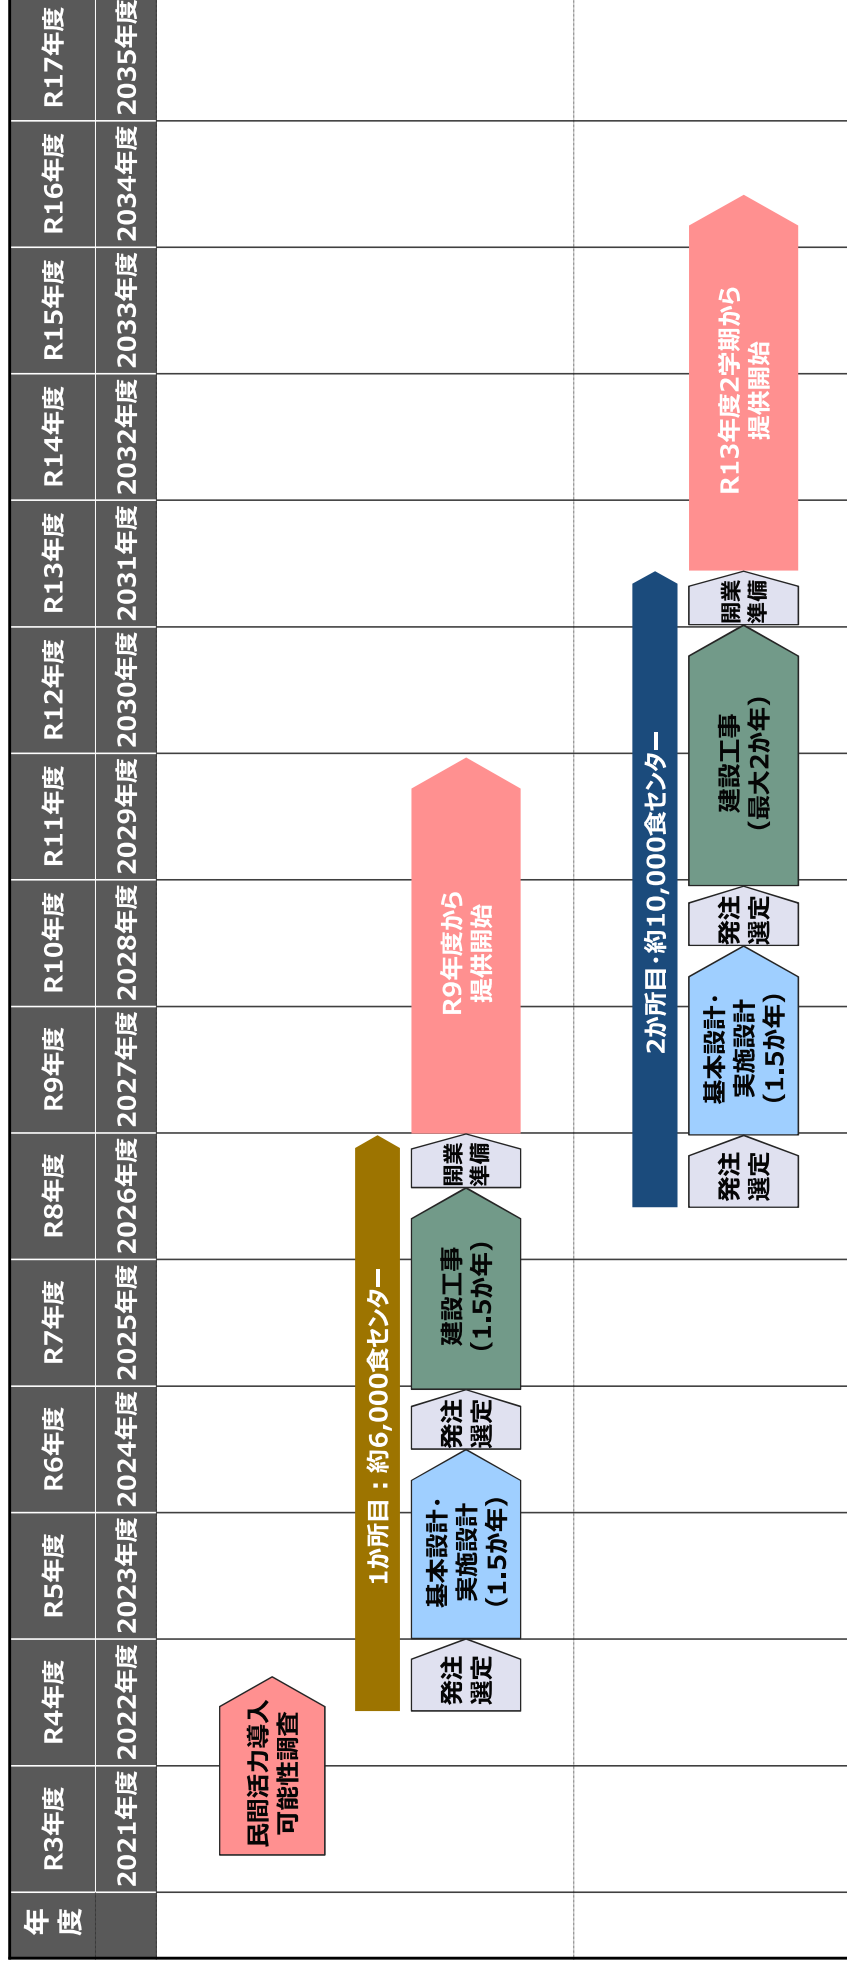 年
度
R3年度
R4年度
R5年度
R6年度
R7年度
R8年度
R9年度
R10年度
R11年度
R12年度
R13年度
R14年度
R15年度
R16年度
R17年度
2021年度
2022年度
2023年度
2024年度
2025年度
2026年度
2027年度
2028年度
2029年度
2030年度
2031年度
2032年度
2033年度
2034年度
2035年度
民間活力導入
可能性調査
1か所目：約6,000食センター
発注
選定
基本設計・
実施設計
（1.5か年）
発注
選定
建設工事
（1.5か年）
開業
準備
R9年度から
提供開始
2か所目・約10,000食センター
発注
選定
基本設計・
実施設計
（1.5か年）
発注
選定
建設工事
（最大2か年）
開業
準備
R13年度2学期から
提供開始